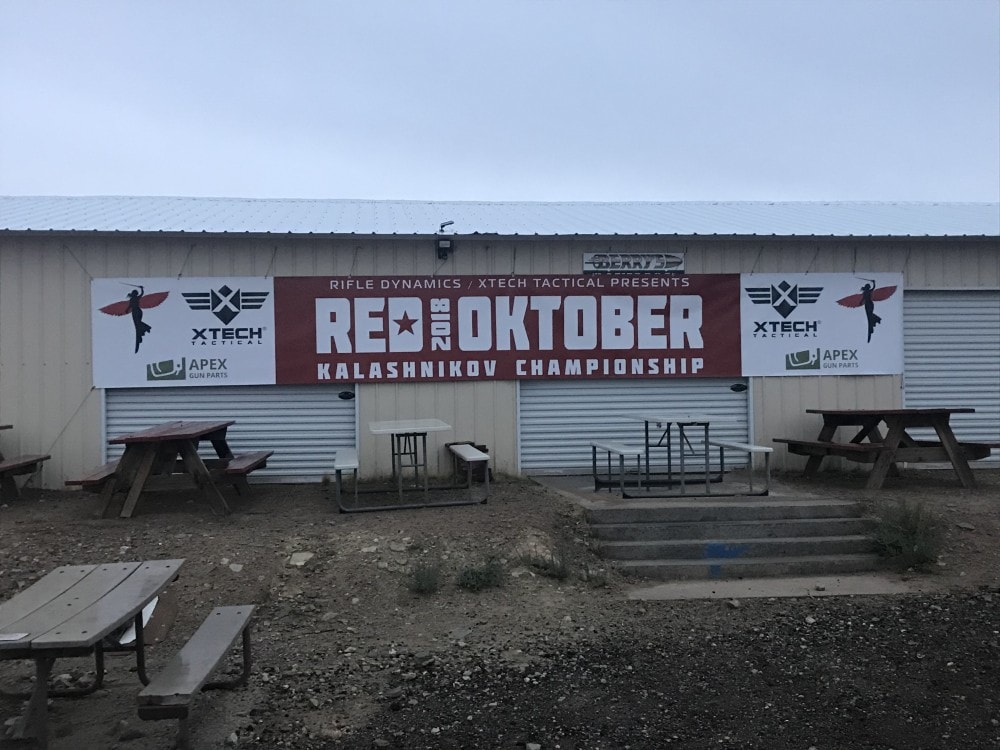 BERRY'S
RIFLE DYNAMICS / XTECH TACTICAL PRESENTS
RED 2018 OKTOBER
KALASHNIKOV CHAMPIONSHIP
XTECH
TACTICAL
APEX
GUN PARTS
XTECH
TACTICAL
APEX
GUN PARTS